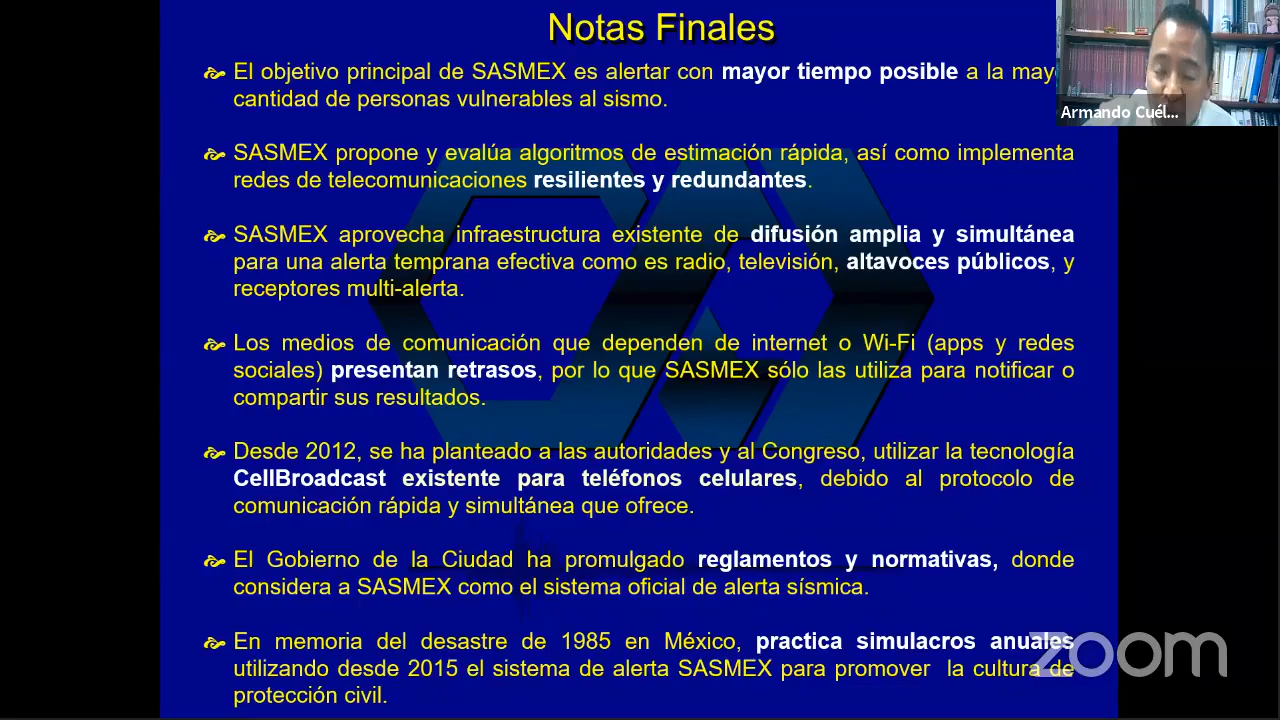 Notas Finales
El objetivo principal de SASMEX es alertar con mayor tiempo posible a la
cantidad de personas vulnerables al sismo.
SASMEX propone y evalúa algoritmos de estimación rápida, así como implementa
redes de telecomunicaciones resilientes y redundantes.
SASMEX aprovecha infraestructura existente de difusión amplia y simultánea
para una alerta temprana efectiva como es radio, televisión, altavoces públicos, y
receptores multi-alerta.
Los medios de comunicación que dependen de internet o Wi-Fi (apps y redes
sociales) presentan retrasos, por lo que SASMEX sólo las utiliza para notificar o
compartir sus resultados.
Desde 2012, se ha planteado a las autoridades y al Congreso, utilizar la tecnología
CellBroadcast existente para teléfonos celulares, debido al protocolo de
comunicación rápida y simultánea que ofrece.
El Gobierno de la Ciudad ha promulgado reglamentos y normativas, donde
considera a SASMEX como el sistema oficial de alerta sísmica.
En memoria del desastre de 1985 en México, practica simulacros anuales
utilizando desde 2015 el sistema de alerta SASMEX para promover la cultura de
protección civil.
Armando Cuél...
zoom